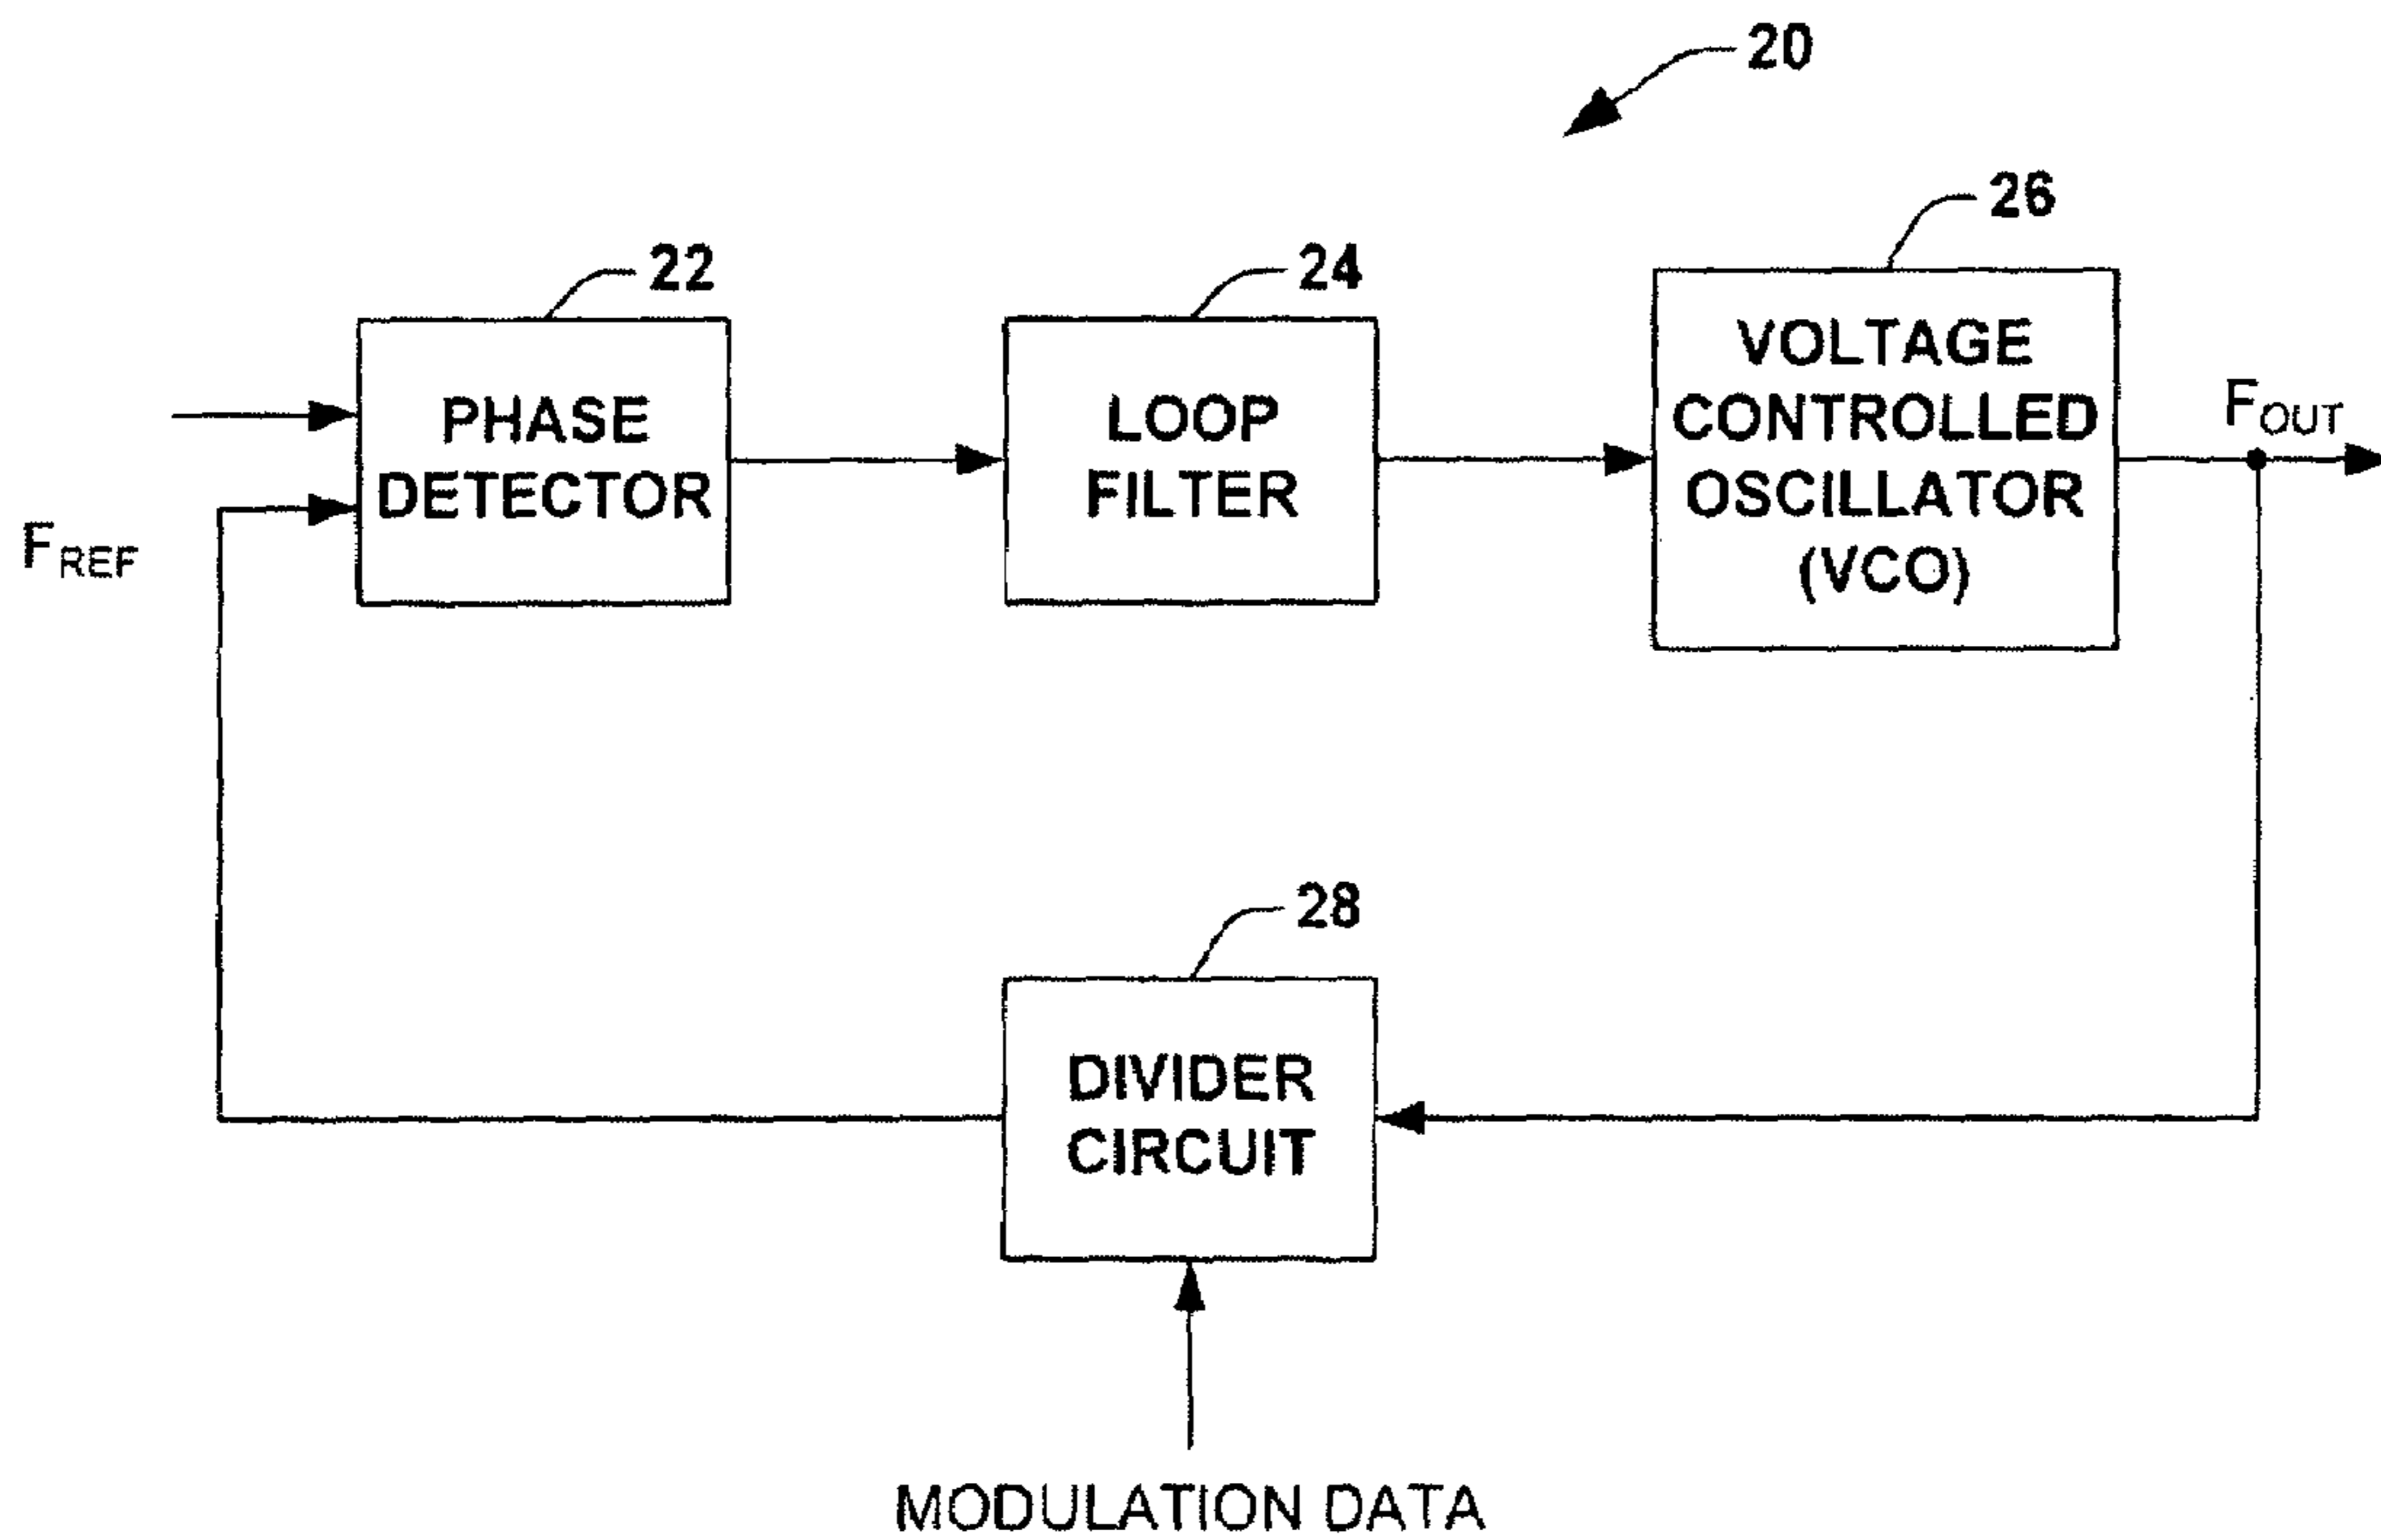 20
26
22
24
VOLTAGE
CONTROLLED
OSCILLATOR
(VCO)
PHASE
DETECTOR
LOOP
FILTER
FOUT
FREF
28
DIVIDER
CIRCUIT
MODULATION DATA